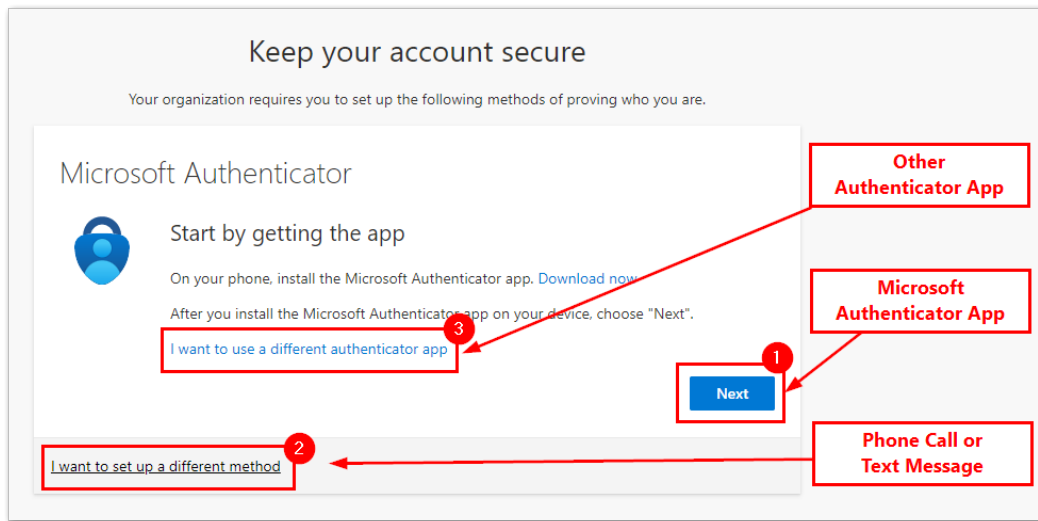 Keep your account secure
Your organization requires you to set up the following methods of proving who you are.
Microsoft Authenticator
Other
Authenticator App
Start by getting the app
On your phone, install the Microsoft Authenticator app. Download now
Microsoft
Authenticator App
After you install the Microsoft Authenticator app on your device, choose "Next".
3
I want to use a different authenticator app
1
Next
Phone Call or
Text Message
2
I want to set up a different method